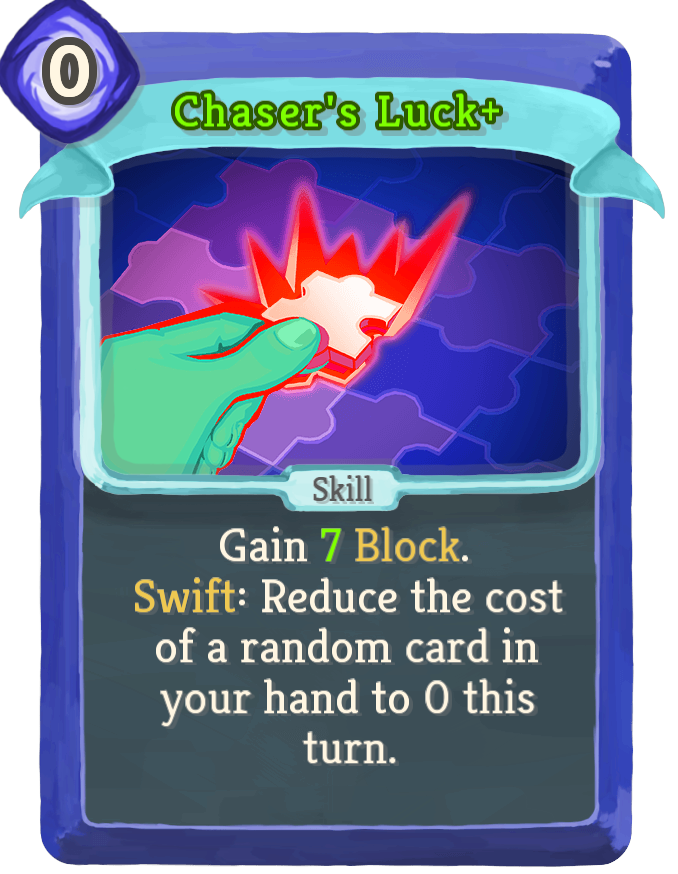 0
Chaser's Luck+
Skill
Gain 7 Block.
Swift: Reduce the cost
of a random card in
your hand to 0 this
turn.